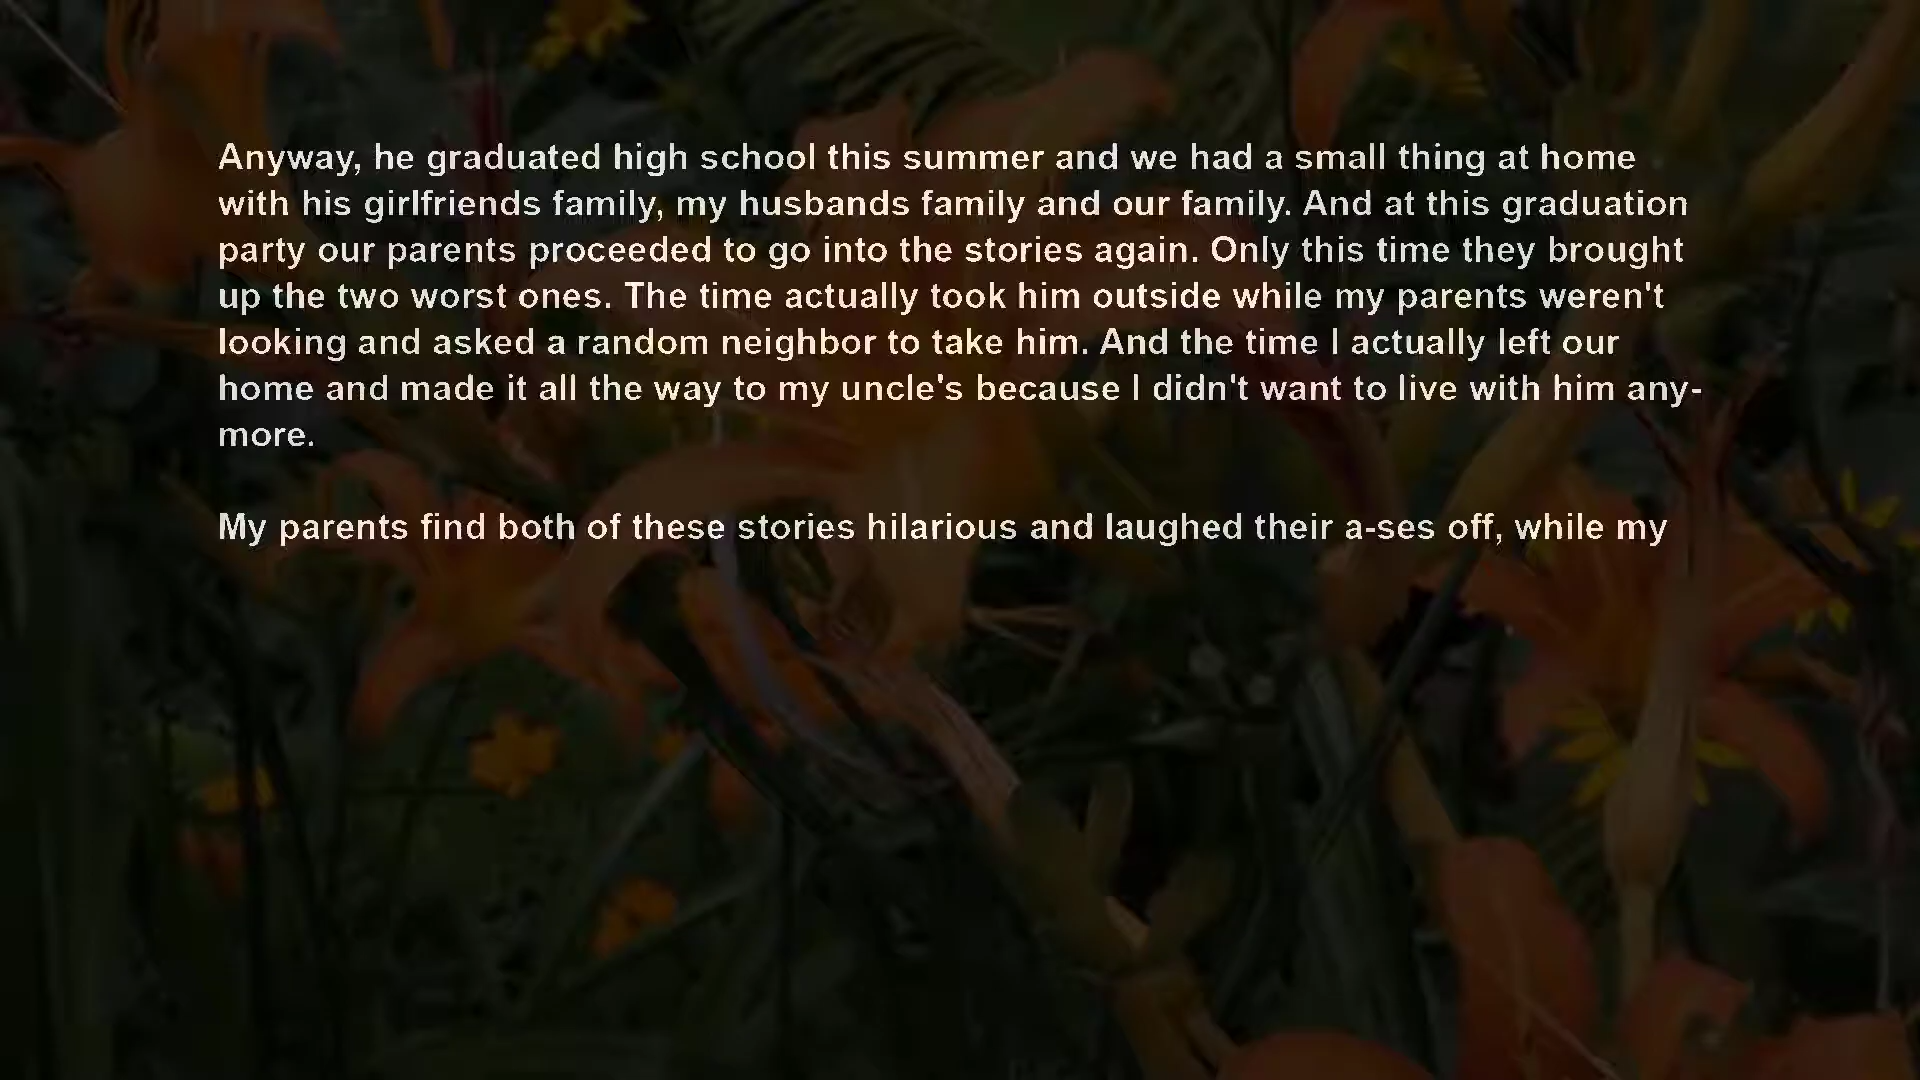 Anyway, he graduated high school this summer and we had a small thing at home
with his girlfriends family, my husbands family and our family. And at this graduation
party our parents proceeded to go into the stories again. Only this time they brought
up the two worst ones. The time actually took him outside while my parents weren't
looking and asked a random neighbor to take him. And the time I actually left our
home and made it all the way to my uncle's because I didn't want to live with him any-
more.
My parents find both of these stories hilarious and laughed their a-ses off, while my